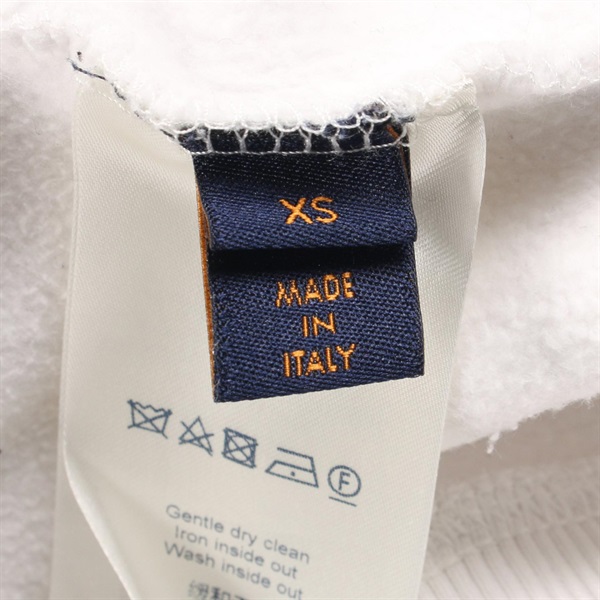 XS
MADE
IN
ITALY
F
Gentle dry clean
Iron inside out
Wash inside out